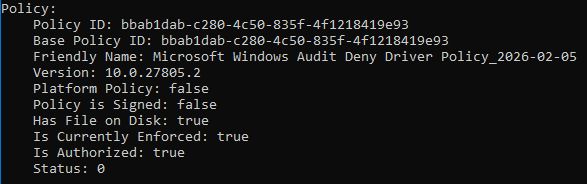 Policy:
Policy ID: bbab1dab-c280-4c50-835f-4f1218419e93
Base Policy ID: bbab1dab-c280-4c50-835f-4f1218419e93
Friendly Name: Microsoft Windows Audit Deny Driver Policy_2026-02-05
Version: 10.0.27805.2
Platform Policy: false
Policy is Signed: false
Has File on Disk: true
Is Currently Enforced: true
Is Authorized: true
Status: 0